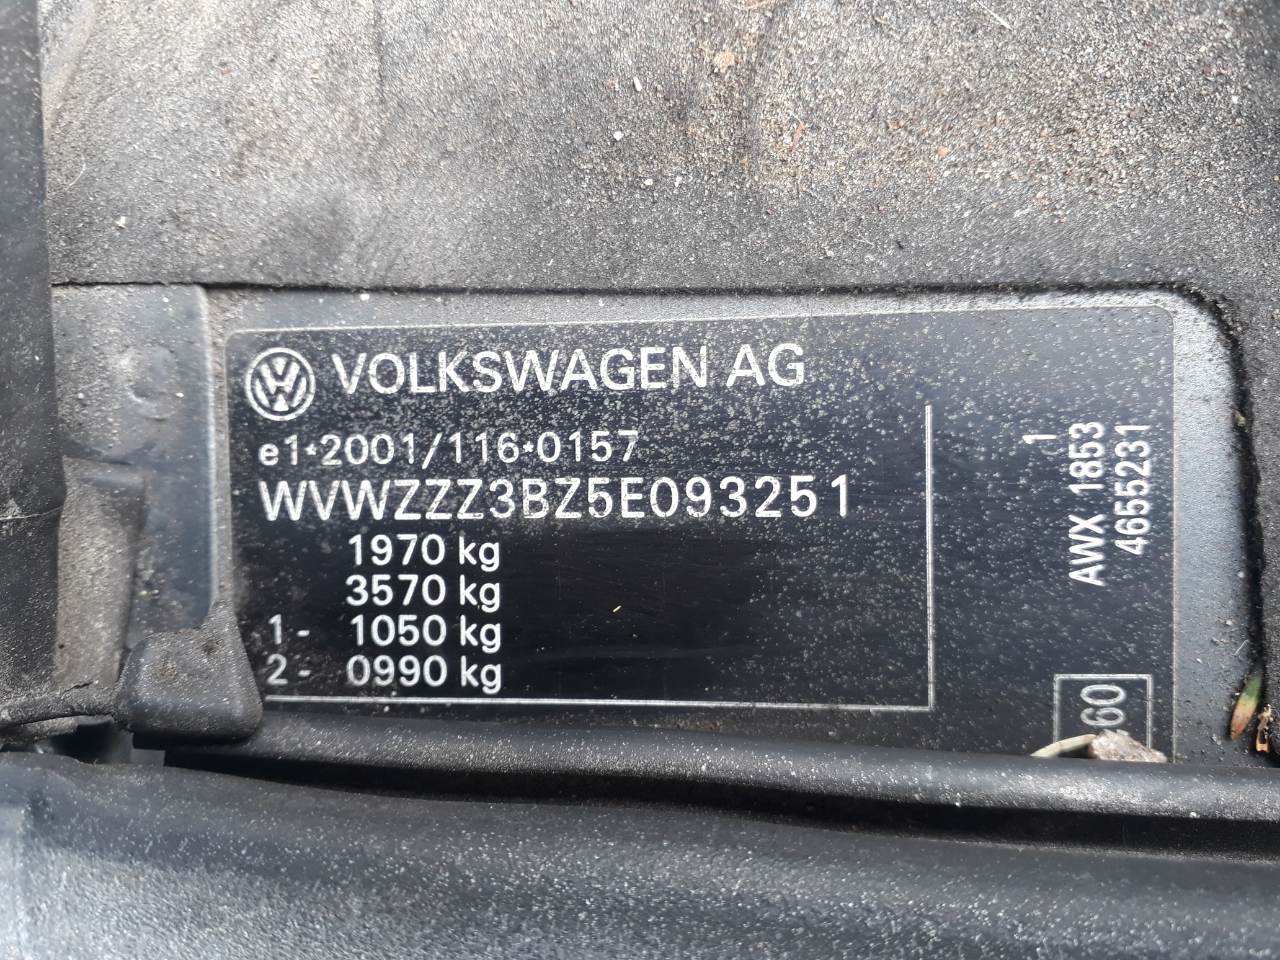 VOLKSWAGEN AG
e1*2001/116*0157
WVWZZZ3BZ5E093251
1970 kg
3570 kg
1- 1050 kg
2- 0990 kg
1
AWX 1853
4655231
60